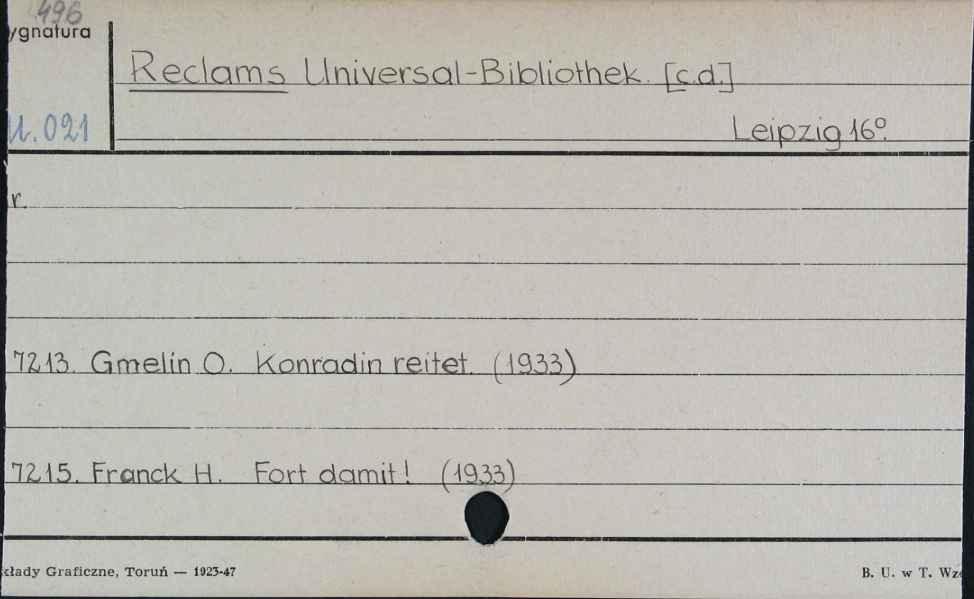 496
ygnatura
Reclams Universal-Bibliothek. [c.d.]
U.021
Leipzig 16º.
r.
7213. Gmelin O. Konradin reitet. (1933)
7215. Franck H. Fort damit! (1933)
kłady Graficzne, Toruń — 1923-47
B. U. w T. Wz